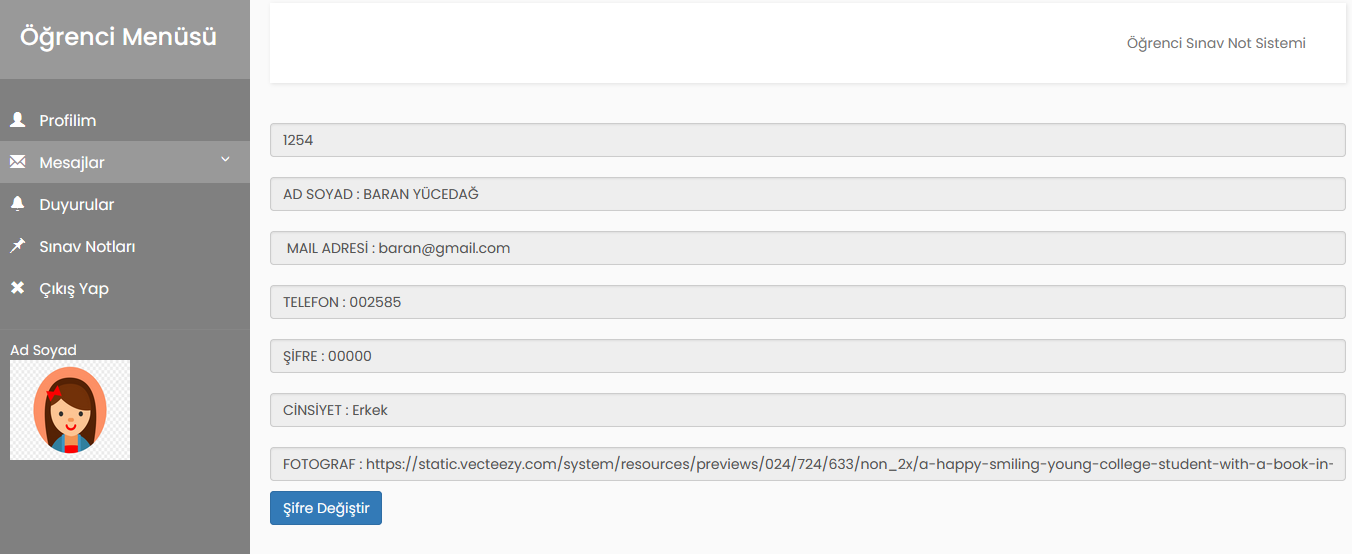 Öğrenci Menüsü
Profilim
Mesajlar
Duyurular
Sınav Notları
Çıkış Yap
Ad Soyad
Öğrenci Sınav Not Sistemi
1254
AD SOYAD : BARAN YÜCEDAĞ
MAIL ADRESİ : baran@gmail.com
TELEFON : 002585
ŞİFRE : 00000
CİNSİYET : Erkek
FOTOGRAF : https://static.vecteezy.com/system/resources/previews/024/724/633/non_2x/a-happy-smiling-young-college-student-with-a-book-in-
Şifre Değiştir